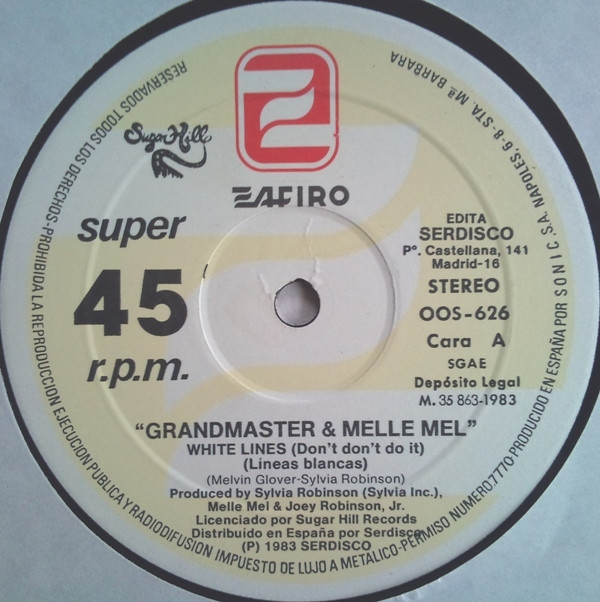 Sugar Hill
ZAFIRO
super
45
r.p.m.
EDITA
SERDISCO
Pº. Castellana, 141
Madrid-16
STEREO
OOS-626
Cara A
SGAE
Depósito Legal
M. 35 863-1983
"GRANDMASTER & MELLE MEL"
WHITE LINES (Don't don't do it)
(Líneas blancas)
(Melvin Glover-Sylvia Robinson)
Produced by Sylvia Robinson (Sylvia Inc.),
Melle Mel & Joey Robinson, Jr.
Licenciado por Sugar Hill Records
Distribuido en España por Serdisco
(P) 1983 SERDISCO
RESERVADOS TODOS LOS DERECHOS-PROHIBIDA LA REPRODUCCION EJECUCION PUBLICA Y RADIODIFUSION IMPUESTO DE LUJO A METALICO-PERMISO NUMERO 7770 PRODUCIDO EN ESPAÑA POR SONIC S.A. NAPOLES, 6-8-STA. Mª BARBARA